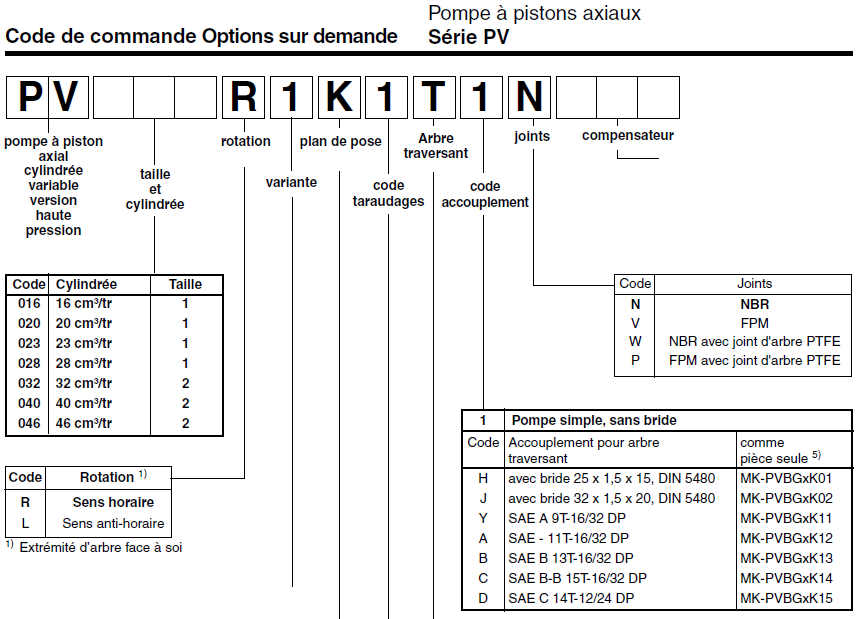 Pompe à pistons axiaux
Code de commande Options sur demande Série PV
P V R 1 K 1 T 1 N
pompe à piston
axial
cylindrée
variable
version
haute
pression
taille
et
cylindrée
rotation
variante
plan de pose
code
taraudages
Arbre
traversant
code
accouplement
joints
compensateur
Code Cylindrée Taille
016 16 cm³/tr 1
020 20 cm³/tr 1
023 23 cm³/tr 1
028 28 cm³/tr 1
032 32 cm³/tr 2
040 40 cm³/tr 2
046 46 cm³/tr 2
Code Joints
N NBR
V FPM
W NBR avec joint d'arbre PTFE
P FPM avec joint d'arbre PTFE
Code Rotation 1)
R Sens horaire
L Sens anti-horaire
1) Extrémité d'arbre face à soi
1 Pompe simple, sans bride
Code Accouplement pour arbre comme
traversant pièce seule 5)
H avec bride 25 x 1,5 x 15, DIN 5480 MK-PVBGxK01
J avec bride 32 x 1,5 x 20, DIN 5480 MK-PVBGxK02
Y SAE A 9T-16/32 DP MK-PVBGxK11
A SAE - 11T-16/32 DP MK-PVBGxK12
B SAE B 13T-16/32 DP MK-PVBGxK13
C SAE B-B 15T-16/32 DP MK-PVBGxK14
D SAE C 14T-12/24 DP MK-PVBGxK15